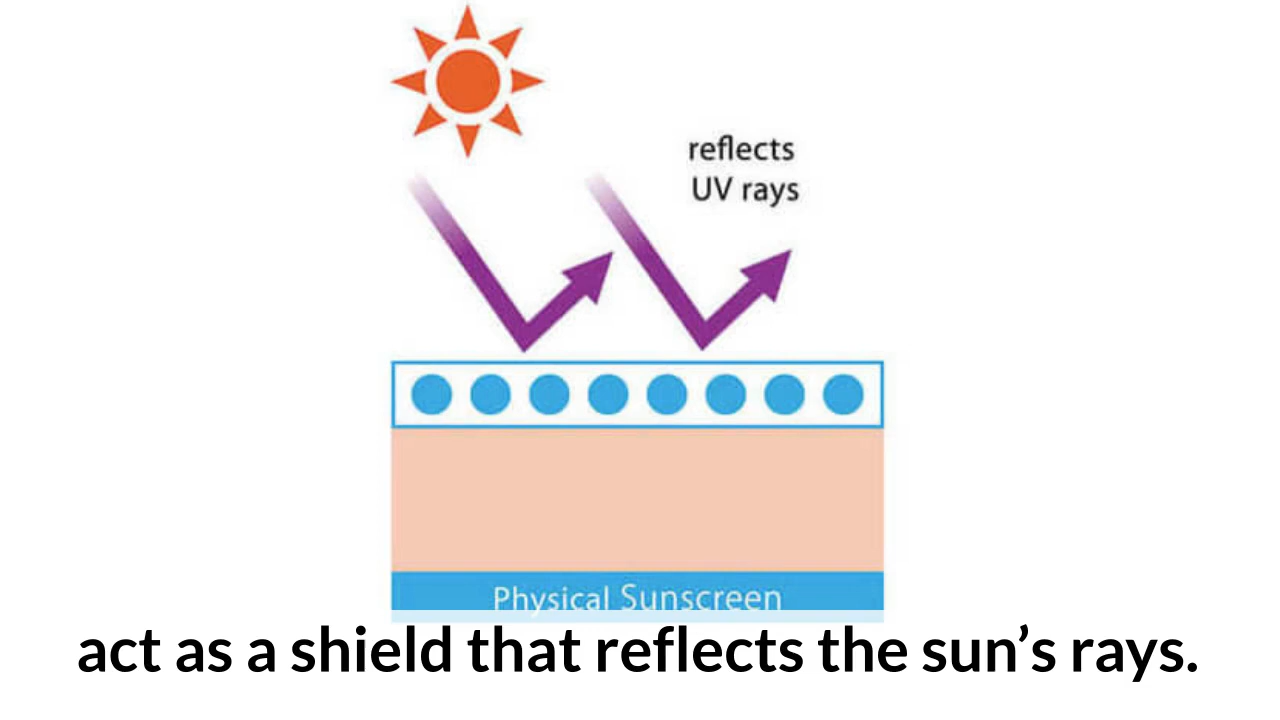 reflects
UV rays
Physical Sunscreen
act as a shield that reflects the sun’s rays.